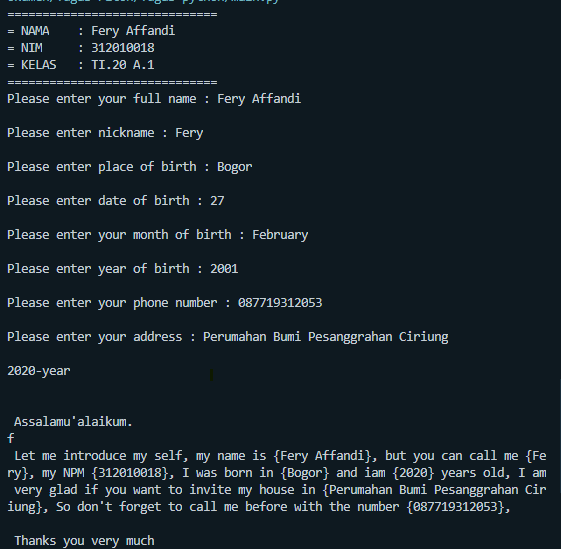 =============================
= NAMA    : Fery Affandi
= NIM     : 312010018
= KELAS   : TI.20 A.1
=============================
Please enter your full name : Fery Affandi
Please enter nickname : Fery
Please enter place of birth : Bogor
Please enter date of birth : 27
Please enter your month of birth : February
Please enter year of birth : 2001
Please enter your phone number : 087719312053
Please enter your address : Perumahan Bumi Pesanggrahan Ciriung
2020-year
Assalamu'alaikum.
f
Let me introduce my self, my name is {Fery Affandi}, but you can call me {Fe
ry}, my NPM {312010018}, I was born in {Bogor} and iam {2020} years old, I am
very glad if you want to invite my house in {Perumahan Bumi Pesanggrahan Cir
iung}, So don't forget to call me before with the number {087719312053},
Thanks you very much